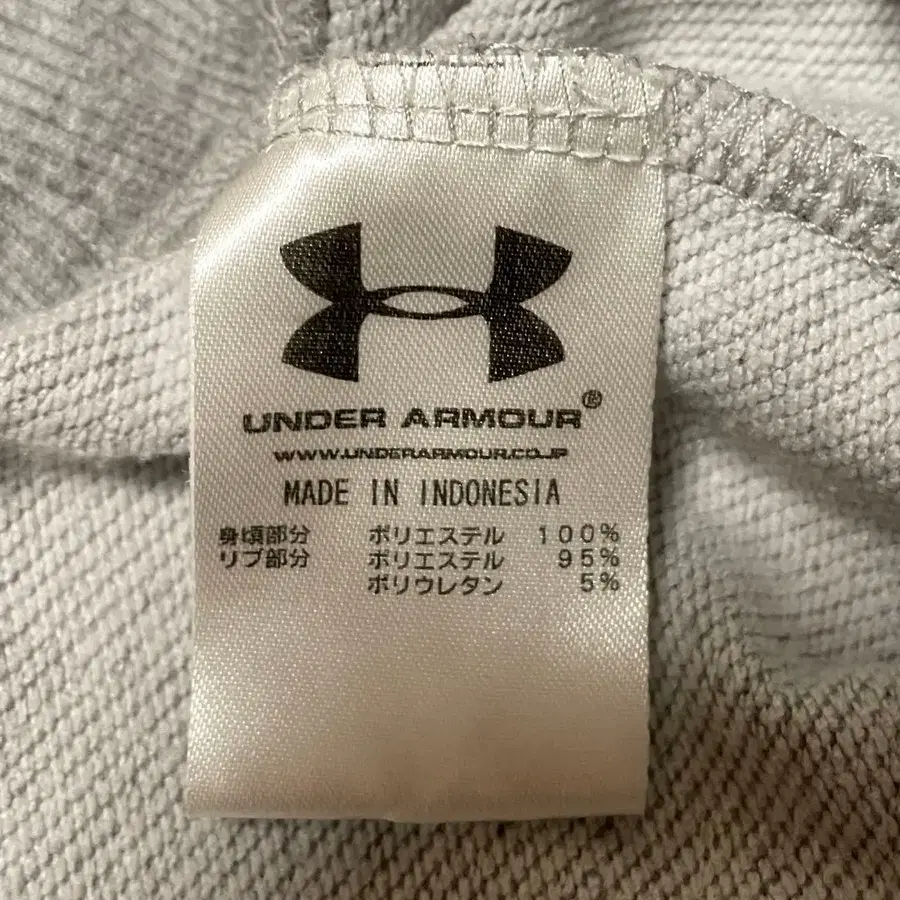 UNDER ARMOUR®
WWW.UNDERARMOUR.CO.JP
MADE IN INDONESIA
身頃部分 ポリエステル 100%
リブ部分 ポリエステル 95%
ポリウレタン 5%